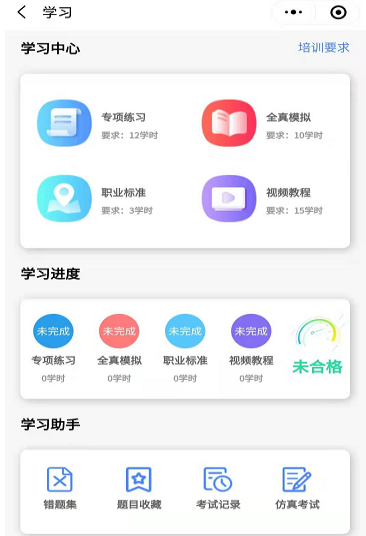 学习
学习中心
培训要求
专项练习
要求：12学时
全真模拟
要求：10学时
职业标准
要求：3学时
视频教程
要求：15学时
学习进度
未完成
未完成
未完成
未完成
专项练习
全真模拟
职业标准
视频教程
未合格
0学时
0学时
0学时
0学时
学习助手
错题集
题目收藏
考试记录
仿真考试